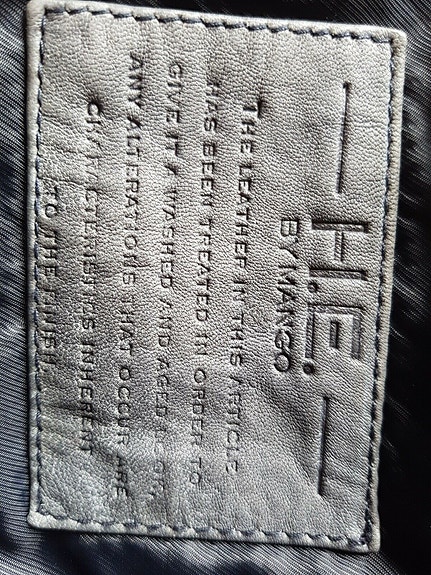 H.E.
BY MANGO
THE LEATHER IN THIS ARTICLE
HAS BEEN TREATED IN ORDER TO
GIVE IT A WASHED AND AGED LOOK,
ANY ALTERATIONS THAT OCCUR ARE
CHARACTERISTICS INHERENT
TO THE FINISH.